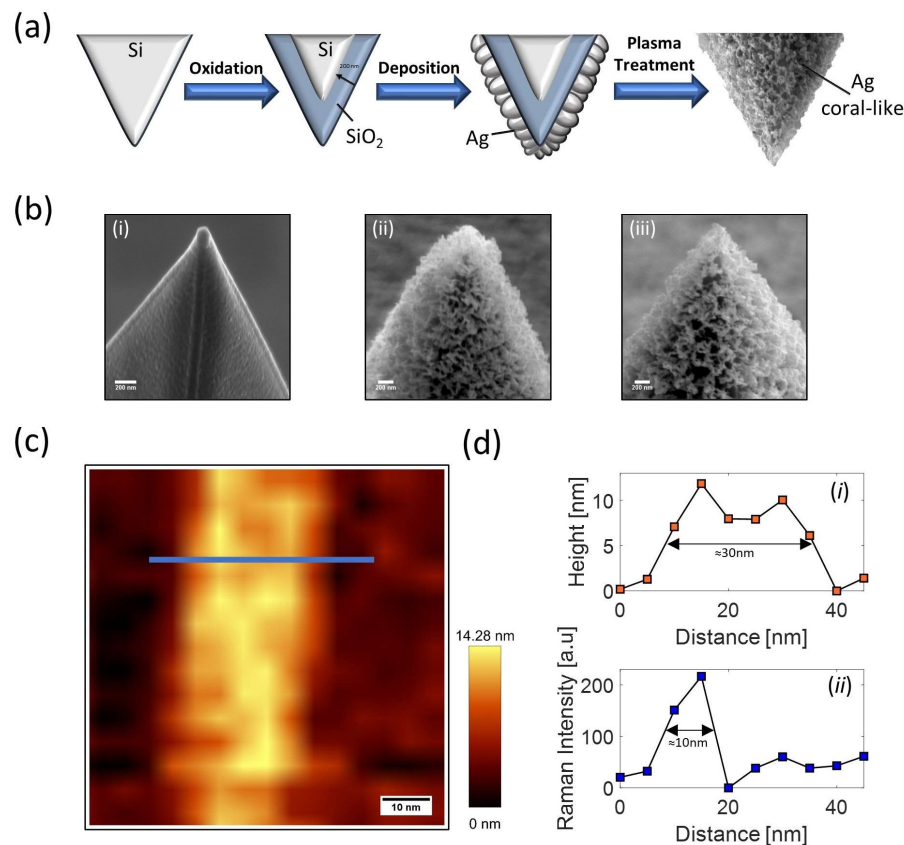 (a)
Si
Oxidation
Si
200 nm
SiO2
Deposition
Ag
Plasma
Treatment
Ag
coral-like
(b)
(i)
200 nm
(ii)
200 nm
(iii)
200 nm
(c)
10 nm
14.28 nm
0 nm
(d)
Height [nm]
10
5
0
(i)
≈30nm
0 20 40
Distance [nm]
Raman Intensity [a.u]
200
100
0
(ii)
≈10nm
0 20 40
Distance [nm]